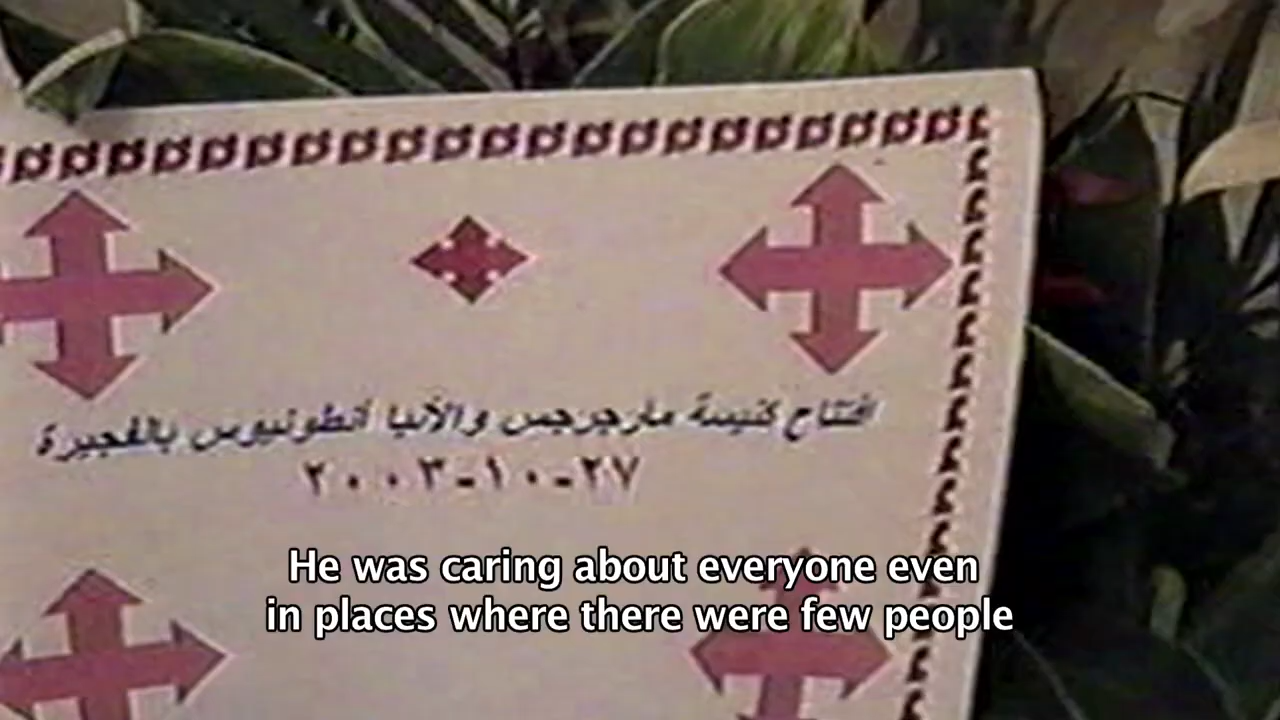 افتتاح كنيسة مارجرجس والأنبا أنطونيوس بالفجيرة
٢٧-١٠-٢٠٠٣
He was caring about everyone even
in places where there were few people